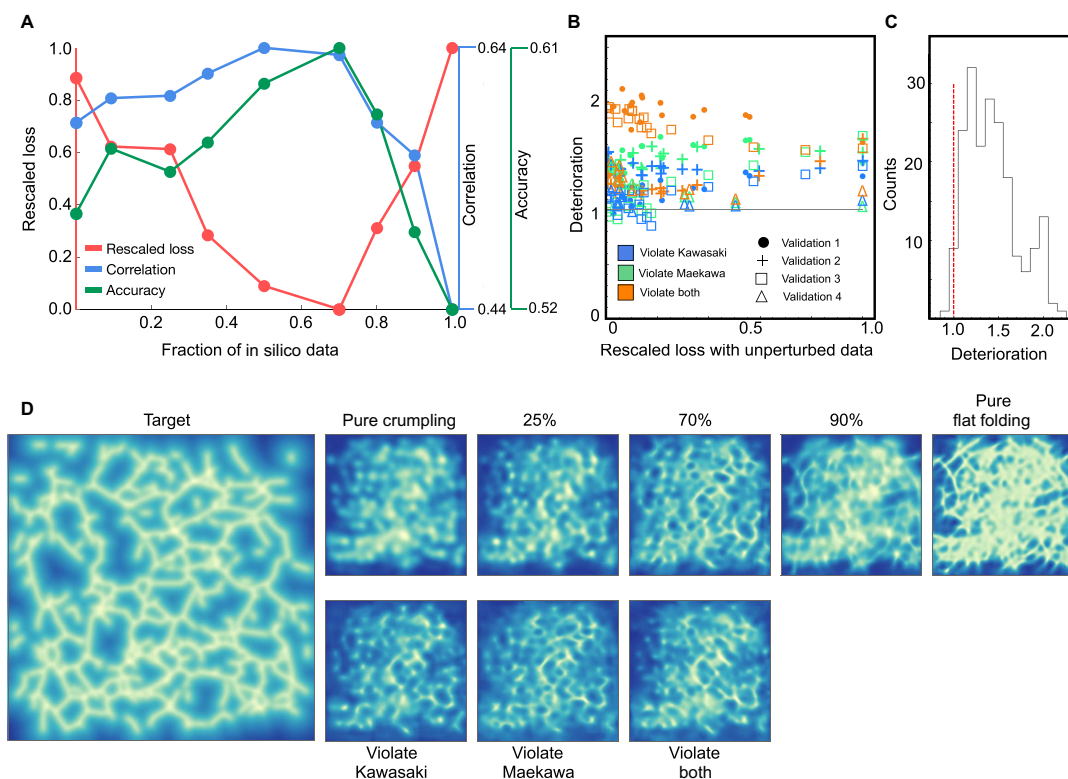 A
B
C
1.0
0.8
0.6
0.4
0.2
0.0
Rescaled loss
Rescaled loss
Correlation
Accuracy
0.2
0.4
0.6
0.8
1.0
Fraction of in silico data
0.64
0.44
Correlation
0.61
0.52
Accuracy
2
1
0
Deterioration
Violate Kawasaki
Violate Maekawa
Violate both
Validation 1
Validation 2
Validation 3
Validation 4
0
0.5
1.0
Rescaled loss with unperturbed data
30
20
10
Counts
1.0
1.5
2.0
Deterioration
D
Target
Pure crumpling
25%
70%
90%
Pure
flat folding
Violate
Kawasaki
Violate
Maekawa
Violate
both